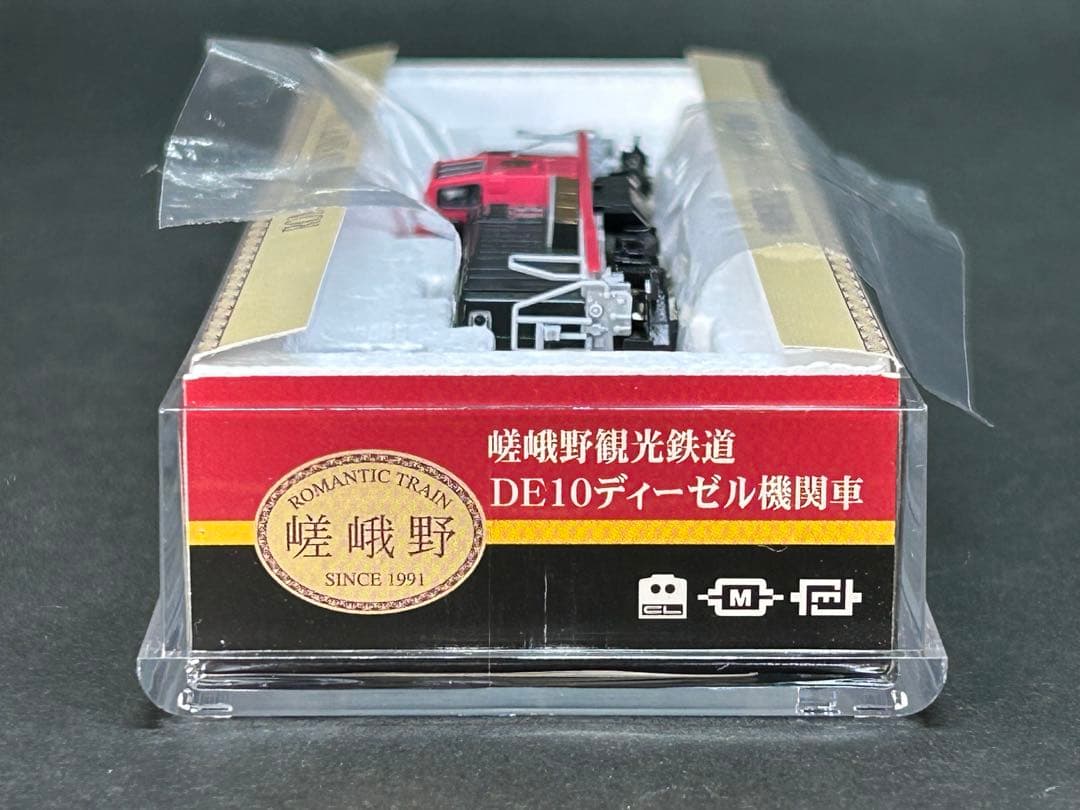 嵯峨野観光鉄道
DE10ディーゼル機関車
ROMANTIC TRAIN
嵯峨野
SINCE 1991
CL
M